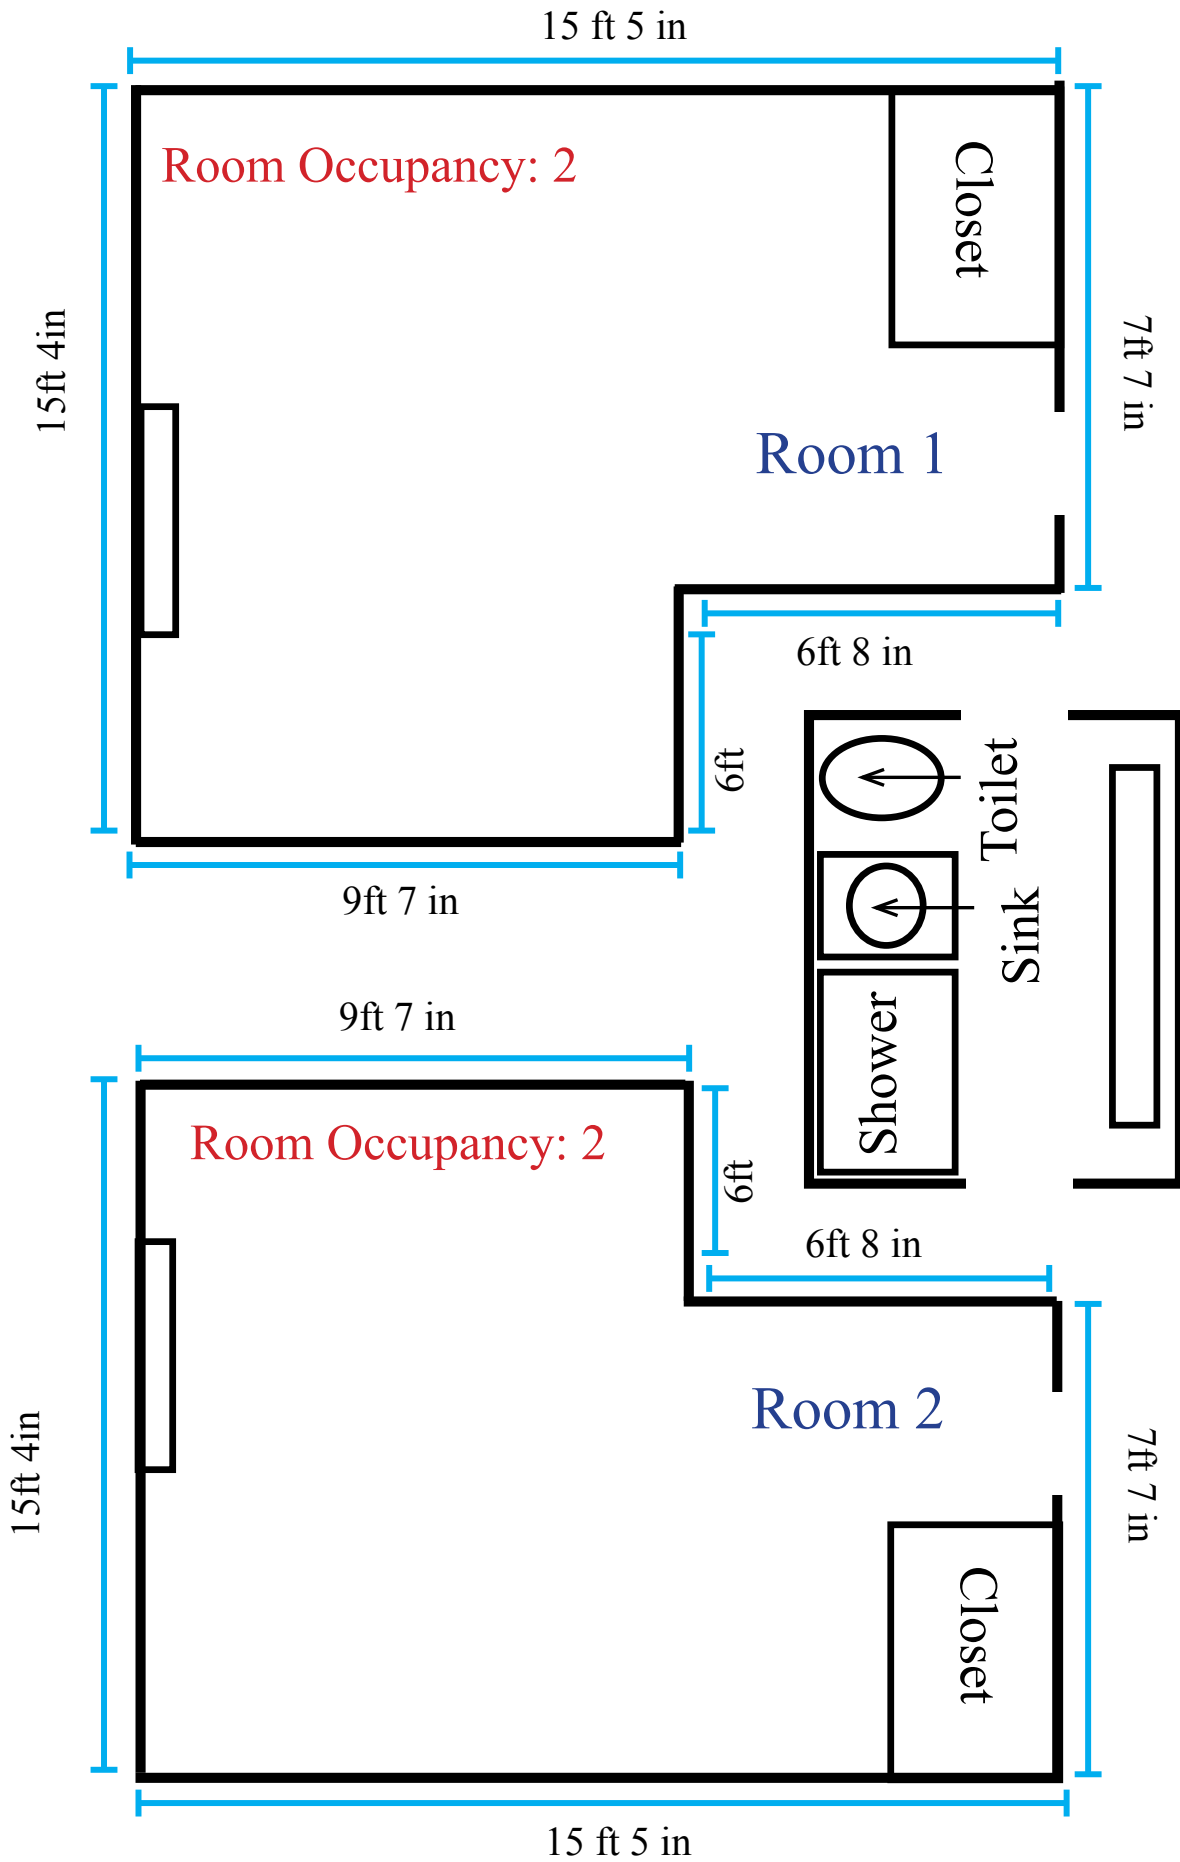 15 ft 5 in
Room Occupancy: 2
Closet
15ft 4in
7ft 7 in
Room 1
6ft 8 in
6ft
Toilet
9ft 7 in
Sink
Shower
9ft 7 in
Room Occupancy: 2
6ft
6ft 8 in
Room 2
15ft 4in
7ft 7 in
Closet
15 ft 5 in